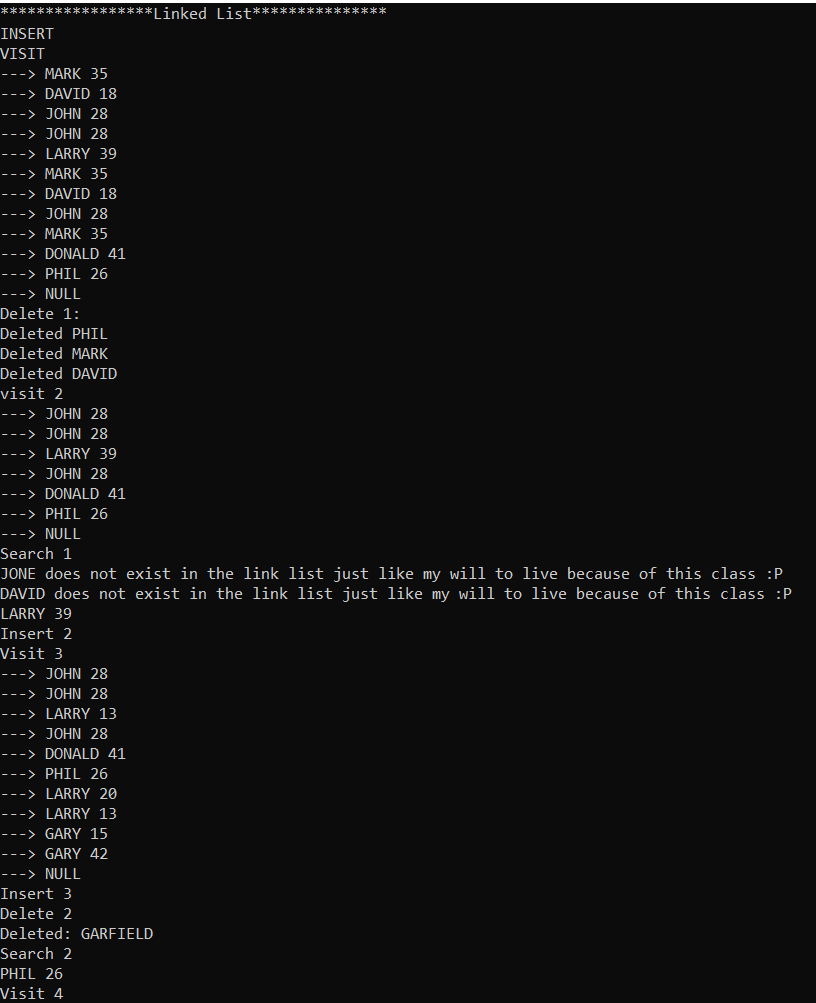 *****************Linked List***************
INSERT
VISIT
---> MARK 35
---> DAVID 18
---> JOHN 28
---> JOHN 28
---> LARRY 39
---> MARK 35
---> DAVID 18
---> JOHN 28
---> MARK 35
---> DONALD 41
---> PHIL 26
---> NULL
Delete 1:
Deleted PHIL
Deleted MARK
Deleted DAVID
visit 2
---> JOHN 28
---> JOHN 28
---> LARRY 39
---> JOHN 28
---> DONALD 41
---> PHIL 26
---> NULL
Search 1
JONE does not exist in the link list just like my will to live because of this class :P
DAVID does not exist in the link list just like my will to live because of this class :P
LARRY 39
Insert 2
Visit 3
---> JOHN 28
---> JOHN 28
---> LARRY 13
---> JOHN 28
---> DONALD 41
---> PHIL 26
---> LARRY 20
---> LARRY 13
---> GARY 15
---> GARY 42
---> NULL
Insert 3
Delete 2
Deleted: GARFIELD
Search 2
PHIL 26
Visit 4